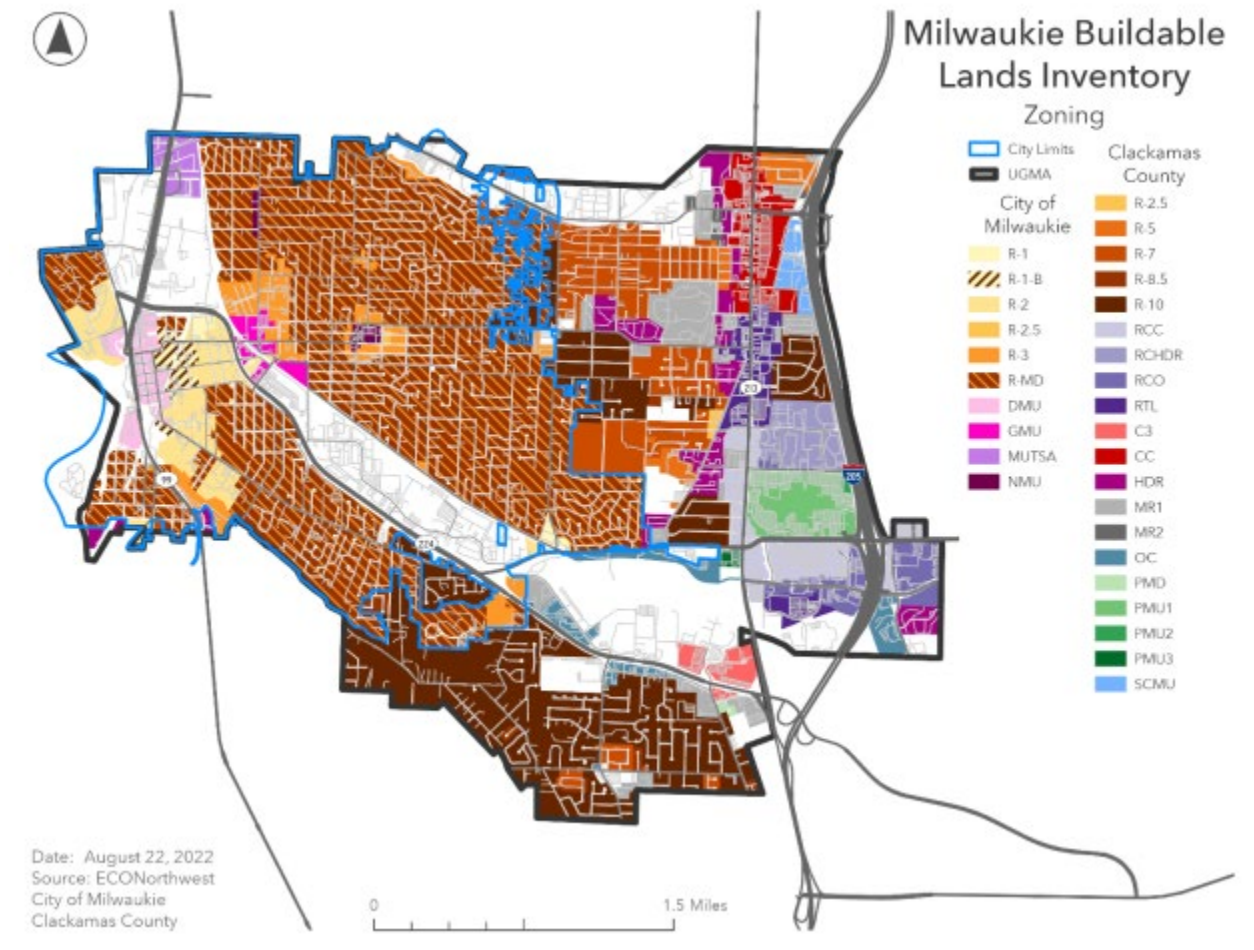 Milwaukie Buildable
Lands Inventory
Zoning
City Limits
UGMA
City of
Milwaukie
R-1
R-1-B
R-2
R-2.5
R-3
R-MD
DMU
GMU
MUTSA
NMU
Clackamas
County
R-2.5
R-5
R-7
R-8.5
R-10
RCC
RCHDR
RCO
RTL
C3
CC
HDR
MR1
MR2
OC
PMD
PMU1
PMU2
PMU3
SCMU
213
205
99
224
Date: August 22, 2022
Source: ECONorthwest
City of Milwaukie
Clackamas County
0 1.5 Miles